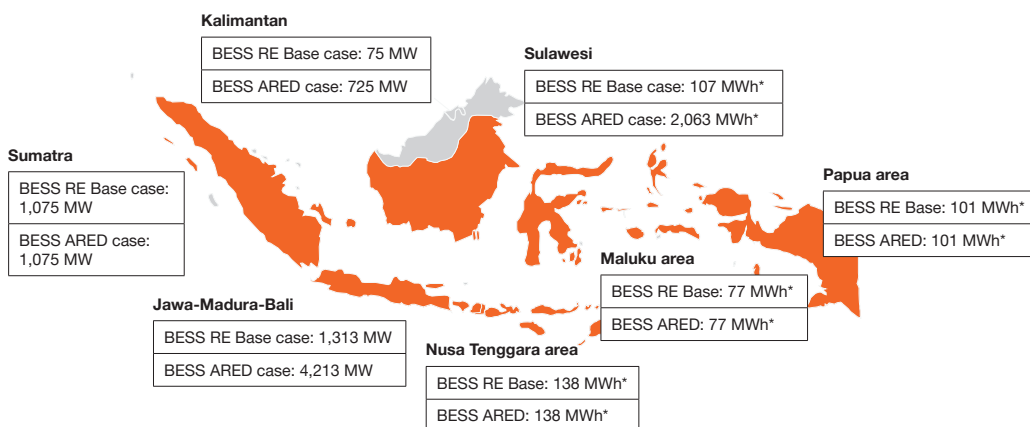 Kalimantan
BESS RE Base case: 75 MW
BESS ARED case: 725 MW
Sulawesi
BESS RE Base case: 107 MWh*
BESS ARED case: 2,063 MWh*
Sumatra
BESS RE Base case:
1,075 MW
BESS ARED case:
1,075 MW
Papua area
BESS RE Base: 101 MWh*
BESS ARED: 101 MWh*
Maluku area
BESS RE Base: 77 MWh*
BESS ARED: 77 MWh*
Jawa-Madura-Bali
BESS RE Base case: 1,313 MW
BESS ARED case: 4,213 MW
Nusa Tenggara area
BESS RE Base: 138 MWh*
BESS ARED: 138 MWh*